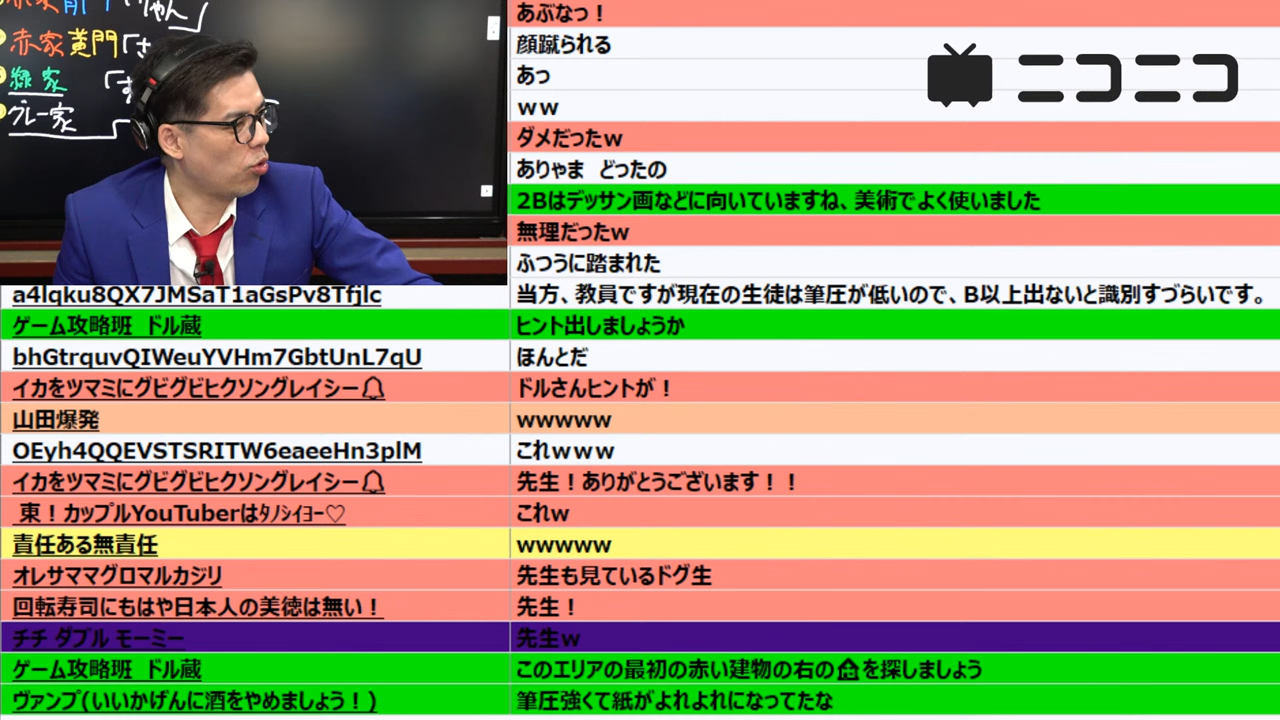 赤家
赤家黄門「さ
緑家 「す
グレー家
あぶなっ！
顔蹴られる
あっ
ｗｗ
ダメだったｗ
ありゃま　どったの
2Bはデッサン画などに向いていますね、美術でよく使いました
無理だったｗ
ふつうに踏まれた
ニコニコ
a4lqku8QX7JMSaT1aGsPv8Tfjlc 当方、教員ですが現在の生徒は筆圧が低いので、B以上出ないと識別すづらいです。
ゲーム攻略班　ドル蔵 ヒント出しましょうか
bhGtrquvQIWeuYVHm7GbtUnL7qU ほんとだ
イカをツマミにグビグビヒクソングレイシー🔔 ドルさんヒントが！
山田爆発 wwwww
OEyh4QQEVSTSRITW6eaeeHn3plM これｗｗｗ
イカをツマミにグビグビヒクソングレイシー🔔 先生！ありがとうございます！！
東！カップルYouTuberはﾀﾉｼｲﾖｰ♡ これw
責任ある無責任 wwwww
オレサママグロマルカジリ 先生も見ているドグ生
回転寿司にもはや日本人の美徳は無い！ 先生！
チチ ダブル モーミー 先生w
ゲーム攻略班　ドル蔵 このエリアの最初の赤い建物の右の🏠を探しましょう
ヴァンプ(いいかげんに酒をやめましょう！) 筆圧強くて紙がよれよれになってたな